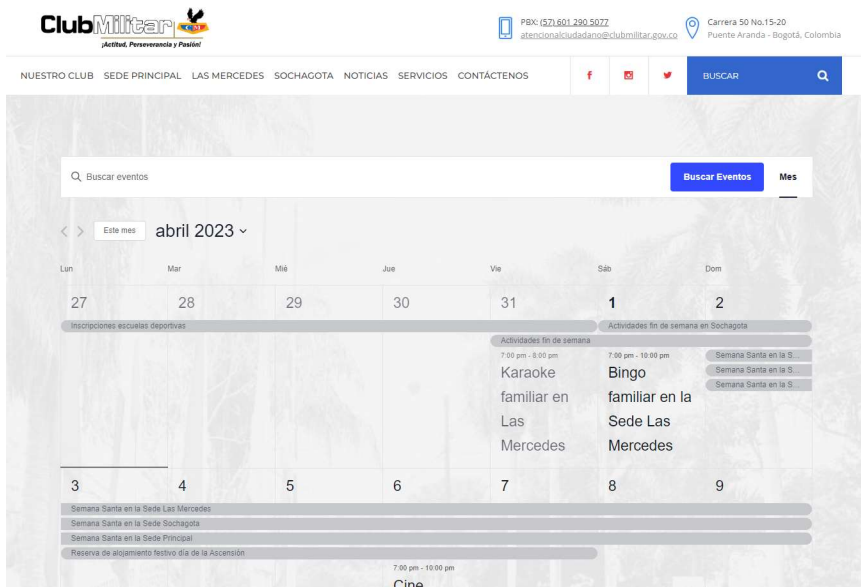 ClubMilitar
¡Actitud, Perseverancia y Pasión!
PBX: (57) 601 290 5077
atencionalciudadano@clubmilitar.gov.co
Carrera 50 No.15-20
Puente Aranda - Bogotá, Colombia
NUESTRO CLUB SEDE PRINCIPAL LAS MERCEDES SOCHAGOTA NOTICIAS SERVICIOS CONTÁCTENOS
BUSCAR
Buscar eventos
Buscar Eventos
Mes
Este mes
abril 2023
Lun Mar Mié Jue Vie Sáb Dom
27 28 29 30 31 1 2
Inscripciones escuelas deportivas
Actividades fin de semana en Sochagota
Actividades fin de semana
7:00 pm - 8:00 pm
Karaoke
familiar en
Las
Mercedes
7:00 pm - 10:00 pm
Bingo
familiar en la
Sede Las
Mercedes
Semana Santa en la S...
Semana Santa en la S...
Semana Santa en la S...
3 4 5 6 7 8 9
Semana Santa en la Sede Las Mercedes
Semana Santa en la Sede Sochagota
Semana Santa en la Sede Principal
Reserva de alojamiento festivo día de la Ascensión
7:00 pm - 10:00 pm
Cine